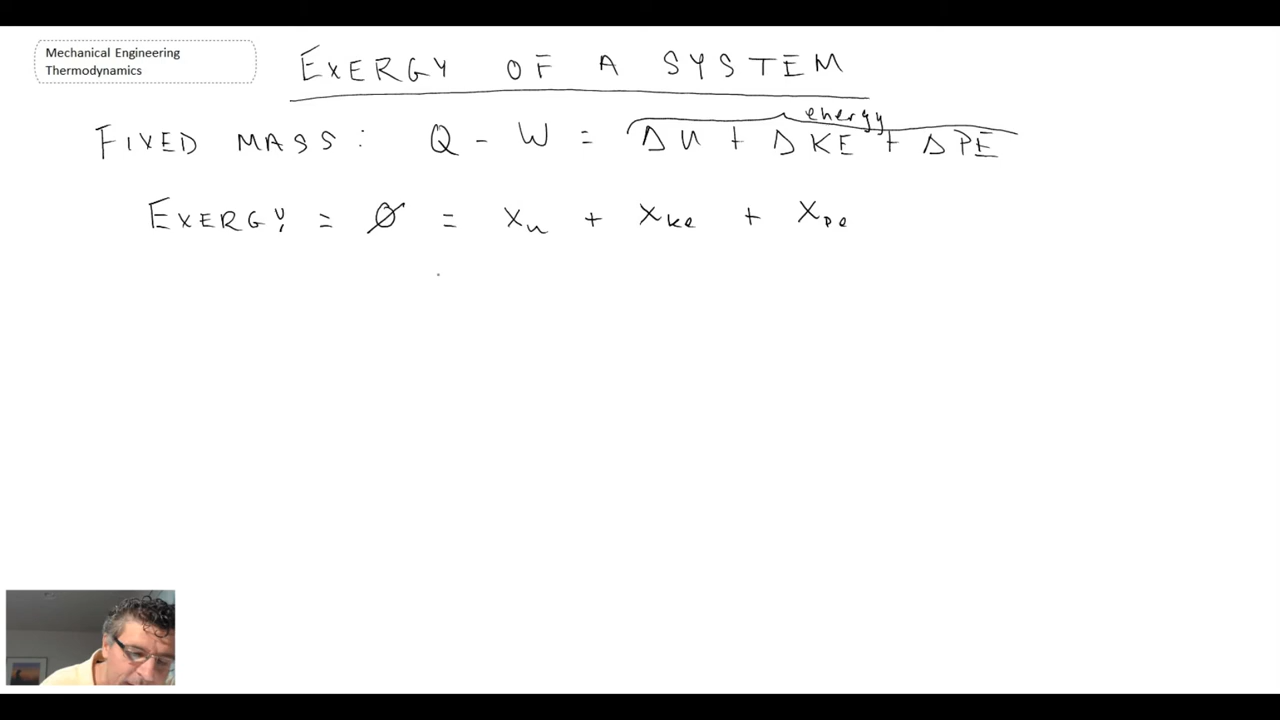 Mechanical Engineering
Thermodynamics
EXERGY OF A SYSTEM
energy
FIXED MASS : Q - W = ΔU + ΔKE + ΔPE
EXERGY = Ø = Xu + Xke + Xpe